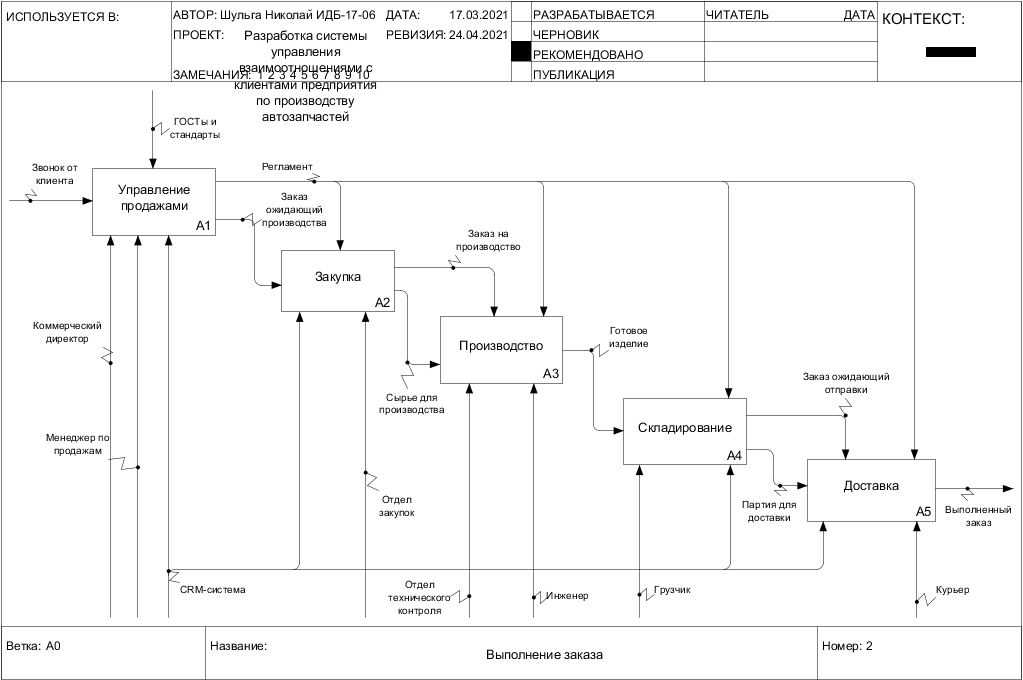 ИСПОЛЬЗУЕТСЯ В:
АВТОР: Шульга Николай ИДБ-17-06
ДАТА: 17.03.2021
ПРОЕКТ: Разработка системы
управления
взаимоотношениями с
клиентами предприятия
по производству
автозапчастей
РЕВИЗИЯ: 24.04.2021
ЗАМЕЧАНИЯ: 1 2 3 4 5 6 7 8 9 10
РАЗРАБАТЫВАЕТСЯ
ЧЕРНОВИК
РЕКОМЕНДОВАНО
ПУБЛИКАЦИЯ
ЧИТАТЕЛЬ ДАТА
КОНТЕКСТ:
ГОСТы и
стандарты
Звонок от
клиента
Управление
продажами
A1
Регламент
Заказ
ожидающий
производства
Закупка
A2
Заказ на
производство
Сырье для
производства
Производство
A3
Готовое
изделие
Складирование
A4
Заказ ожидающий
отправки
Партия для
доставки
Доставка
A5
Выполненный
заказ
Коммерческий
директор
Менеджер по
продажам
CRM-система
Отдел
закупок
Отдел
технического
контроля
Инженер
Грузчик
Курьер
Ветка: A0
Название:
Выполнение заказа
Номер: 2